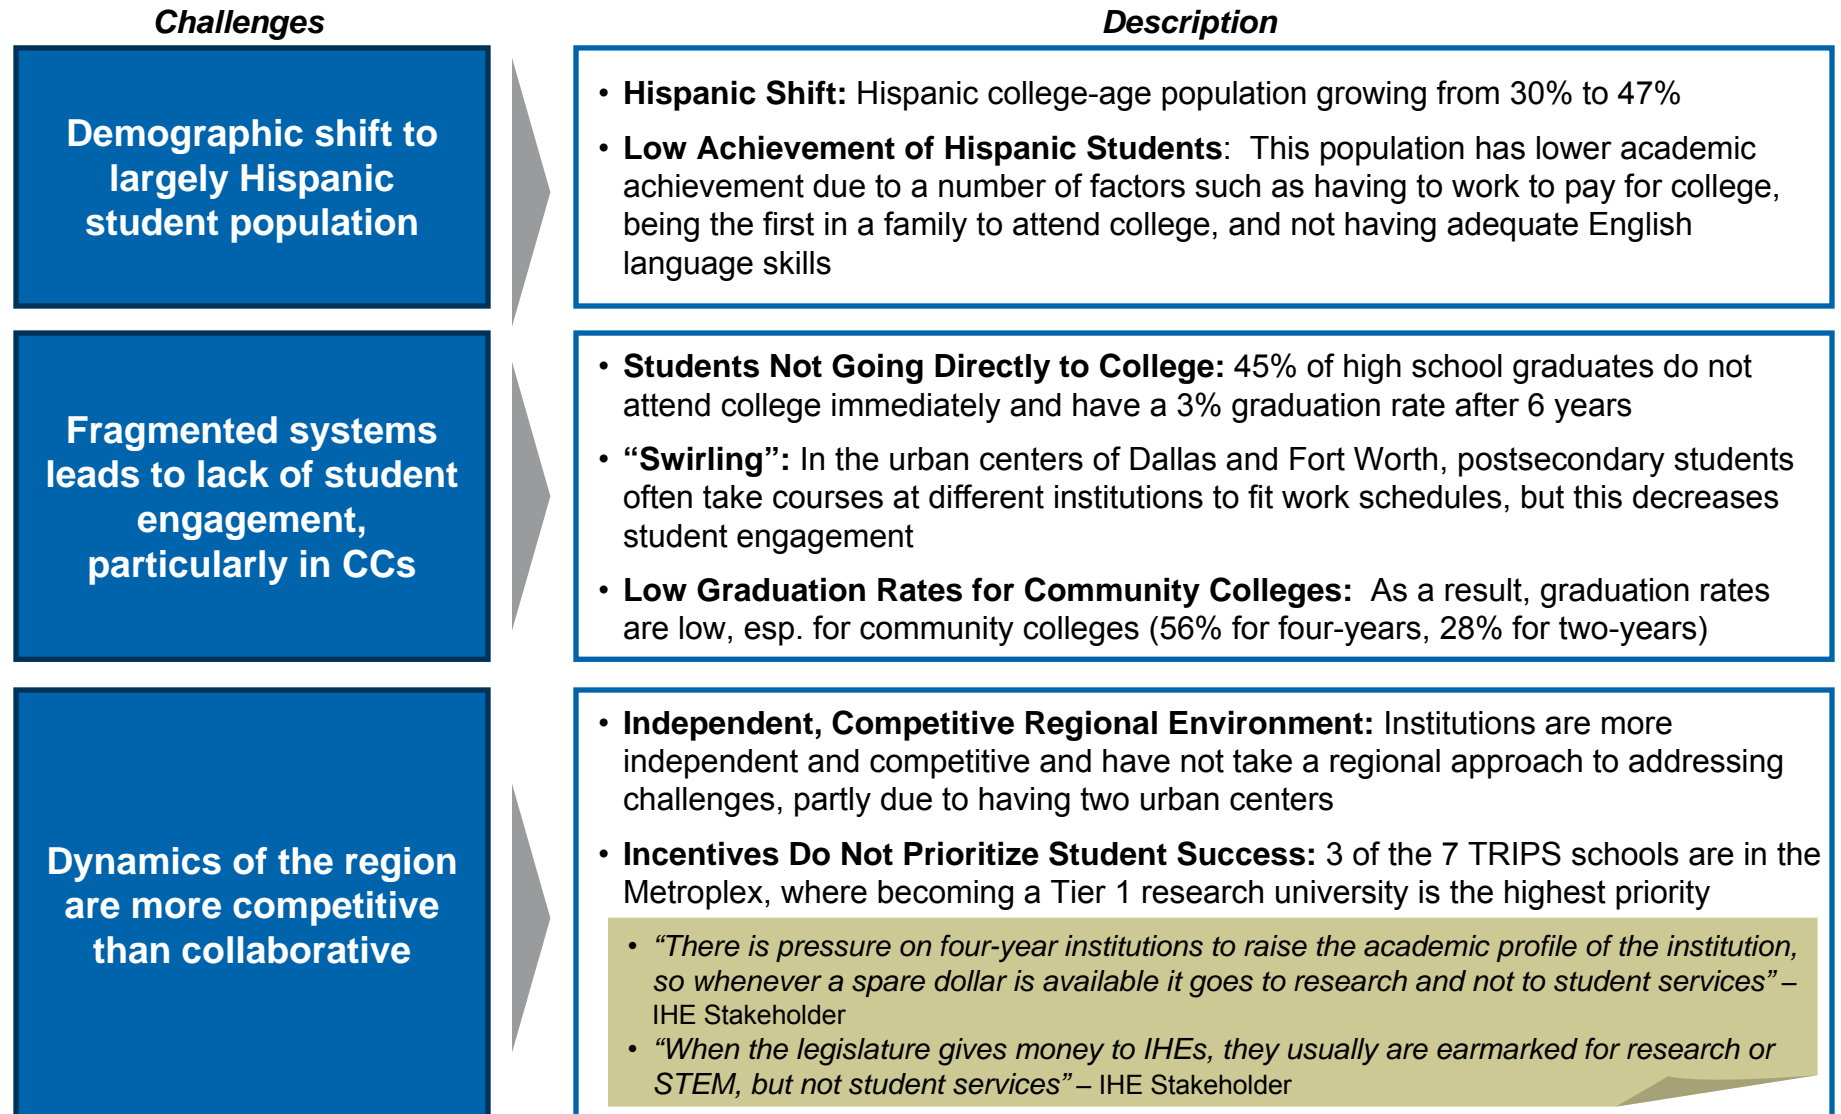 Challenges
Description
Demographic shift to
largely Hispanic
student population
• Hispanic Shift: Hispanic college-age population growing from 30% to 47%
• Low Achievement of Hispanic Students:  This population has lower academic
achievement due to a number of factors such as having to work to pay for college,
being the first in a family to attend college, and not having adequate English
language skills
Fragmented systems
leads to lack of student
engagement,
particularly in CCs
• Students Not Going Directly to College: 45% of high school graduates do not
attend college immediately and have a 3% graduation rate after 6 years
• “Swirling”: In the urban centers of Dallas and Fort Worth, postsecondary students
often take courses at different institutions to fit work schedules, but this decreases
student engagement
• Low Graduation Rates for Community Colleges:  As a result, graduation rates
are low, esp. for community colleges (56% for four-years, 28% for two-years)
Dynamics of the region
are more competitive
than collaborative
• Independent, Competitive Regional Environment: Institutions are more
independent and competitive and have not take a regional approach to addressing
challenges, partly due to having two urban centers
• Incentives Do Not Prioritize Student Success: 3 of the 7 TRIPS schools are in the
Metroplex, where becoming a Tier 1 research university is the highest priority
• “There is pressure on four-year institutions to raise the academic profile of the institution,
so whenever a spare dollar is available it goes to research and not to student services” –
IHE Stakeholder
• “When the legislature gives money to IHEs, they usually are earmarked for research or
STEM, but not student services” – IHE Stakeholder